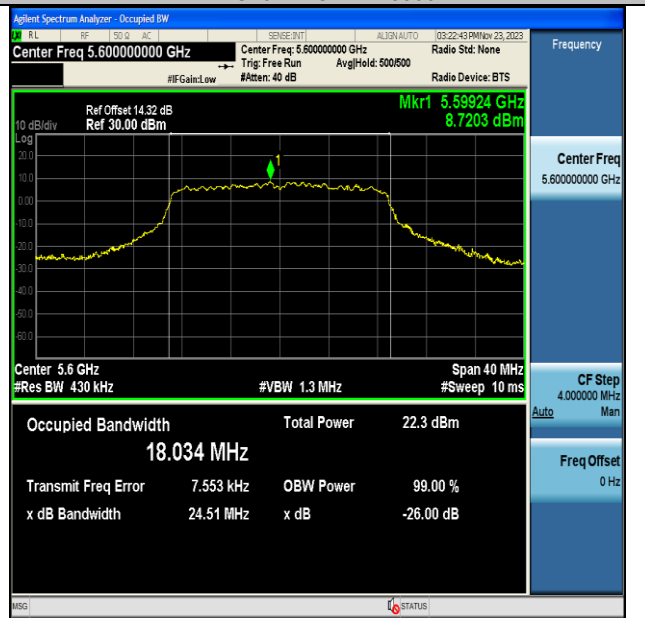 Agilent Spectrum Analyzer - Occupied BW
RL RF 50 Ω AC SENSE:INT ALIGN AUTO 03:22:43 PM Nov 23, 2023
Center Freq 5.600000000 GHz
Center Freq: 5.600000000 GHz
Radio Std: None
Trig: Free Run Avg|Hold: 500/500
#IFGain:Low #Atten: 40 dB Radio Device: BTS
Mkr1 5.59924 GHz
8.7203 dBm
Ref Offset 14.32 dB
10 dB/div Ref 30.00 dBm
Log
20.0
10.0
0.00
-10.0
-20.0
-30.0
-40.0
-50.0
-60.0
1
Center 5.6 GHz Span 40 MHz
#Res BW 430 kHz #VBW 1.3 MHz #Sweep 10 ms
Occupied Bandwidth Total Power 22.3 dBm
18.034 MHz
Transmit Freq Error 7.553 kHz OBW Power 99.00 %
x dB Bandwidth 24.51 MHz x dB -26.00 dB
Frequency
Center Freq
5.600000000 GHz
CF Step
4.000000 MHz
Auto Man
Freq Offset
0 Hz
MSG STATUS